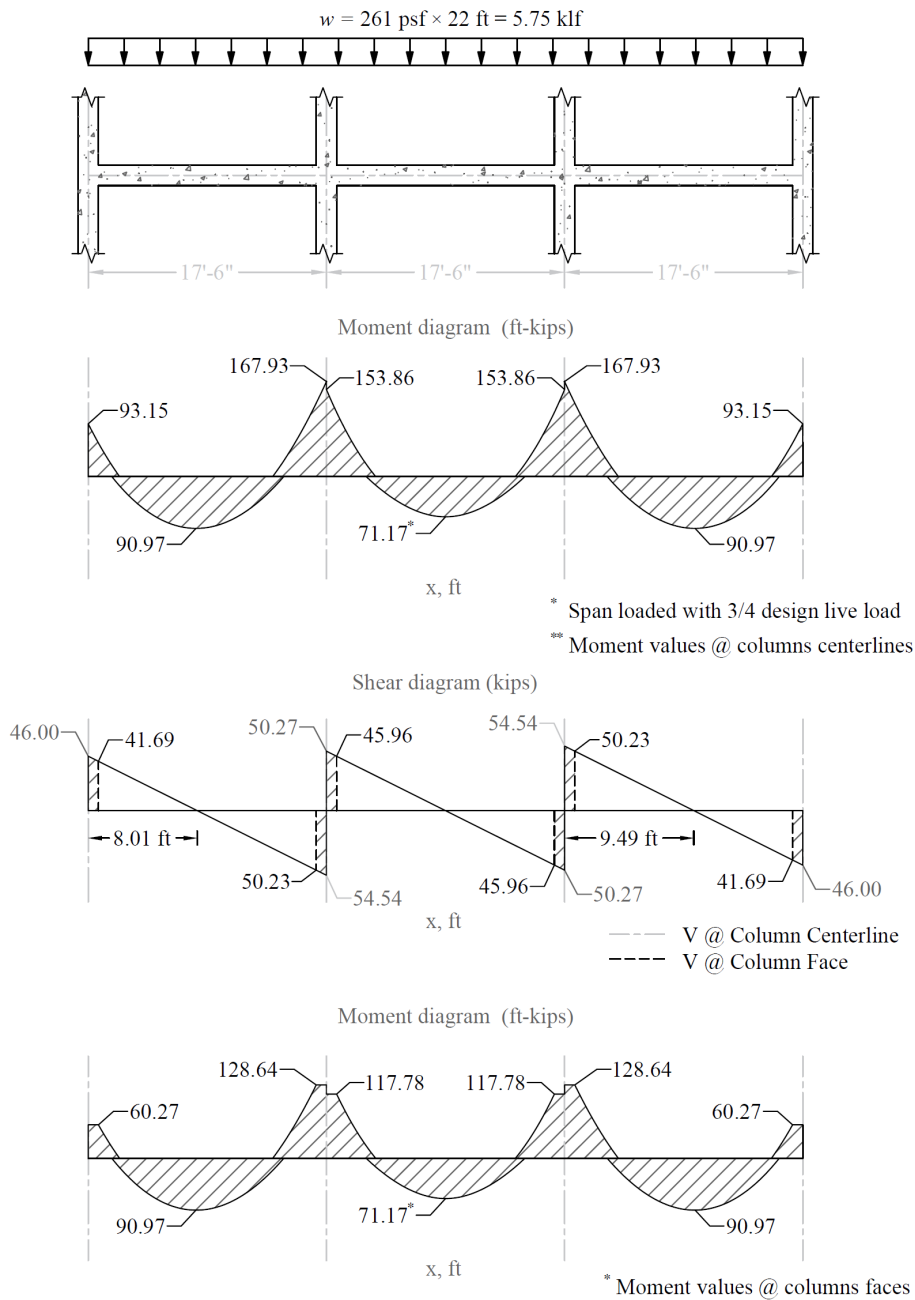 w = 261 psf × 22 ft = 5.75 klf
17'-6" 17'-6" 17'-6"
Moment diagram (ft-kips)
167.93 153.86 153.86 167.93
93.15 93.15
90.97 71.17* 90.97
x, ft
* Span loaded with 3/4 design live load
** Moment values @ columns centerlines
Shear diagram (kips)
46.00 41.69 50.27 45.96 54.54 50.23
8.01 ft 9.49 ft
50.23 54.54 45.96 50.27 41.69 46.00
x, ft
V @ Column Centerline
V @ Column Face
Moment diagram (ft-kips)
128.64 117.78 117.78 128.64
60.27 60.27
90.97 71.17* 90.97
x, ft
* Moment values @ columns faces